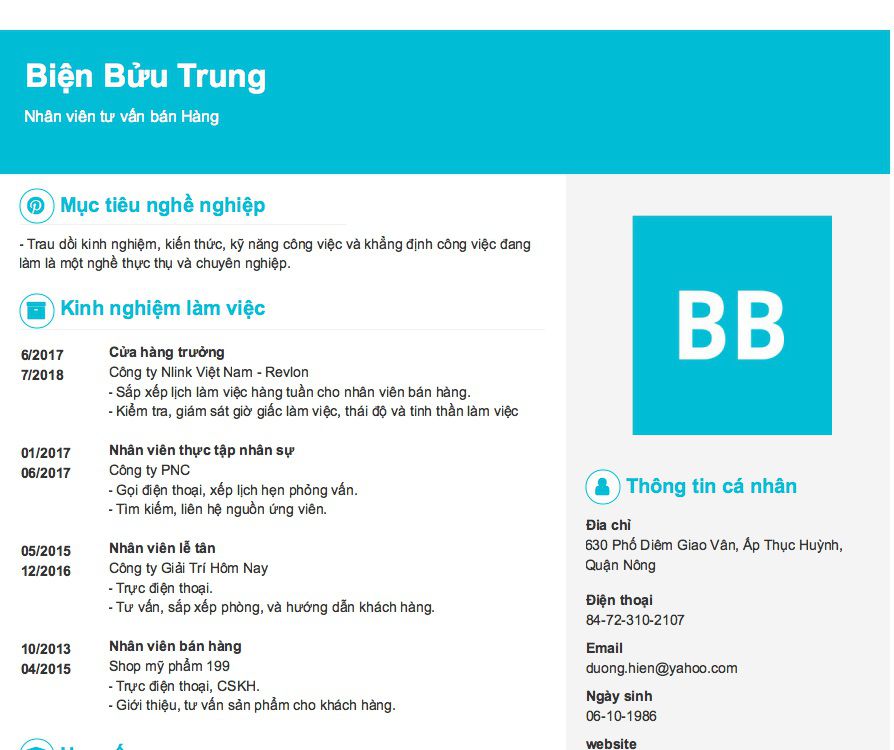 Biện Bửu Trung
Nhân viên tư vấn bán Hàng
Mục tiêu nghề nghiệp
- Trau dồi kinh nghiệm, kiến thức, kỹ năng công việc và khẳng định công việc đang
làm là một nghề thực thụ và chuyên nghiệp.
Kinh nghiệm làm việc
6/2017
7/2018
Cửa hàng trưởng
Công ty Nlink Việt Nam - Revlon
- Sắp xếp lịch làm việc hàng tuần cho nhân viên bán hàng.
- Kiểm tra, giám sát giờ giấc làm việc, thái độ và tinh thần làm việc
01/2017
06/2017
Nhân viên thực tập nhân sự
Công ty PNC
- Gọi điện thoại, xếp lịch hẹn phỏng vấn.
- Tìm kiếm, liên hệ nguồn ứng viên.
05/2015
12/2016
Nhân viên lễ tân
Công ty Giải Trí Hôm Nay
- Trực điện thoại.
- Tư vấn, sắp xếp phòng, và hướng dẫn khách hàng.
10/2013
04/2015
Nhân viên bán hàng
Shop mỹ phẩm 199
- Trực điện thoại, CSKH.
- Giới thiệu, tư vấn sản phẩm cho khách hàng.
BB
Thông tin cá nhân
Địa chỉ
630 Phố Diêm Giao Vân, Ấp Thục Huỳnh,
Quận Nông
Điện thoại
84-72-310-2107
Email
duong.hien@yahoo.com
Ngày sinh
06-10-1986
website